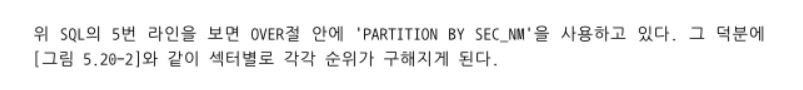 위 SQL의 5번 라인을 보면 OVER절 안에 'PARTITION BY SEC_NM'을 사용하고 있다. 그 덕분에
[그림 5.20-2]와 같이 섹터별로 각각 순위가 구해지게 된다.